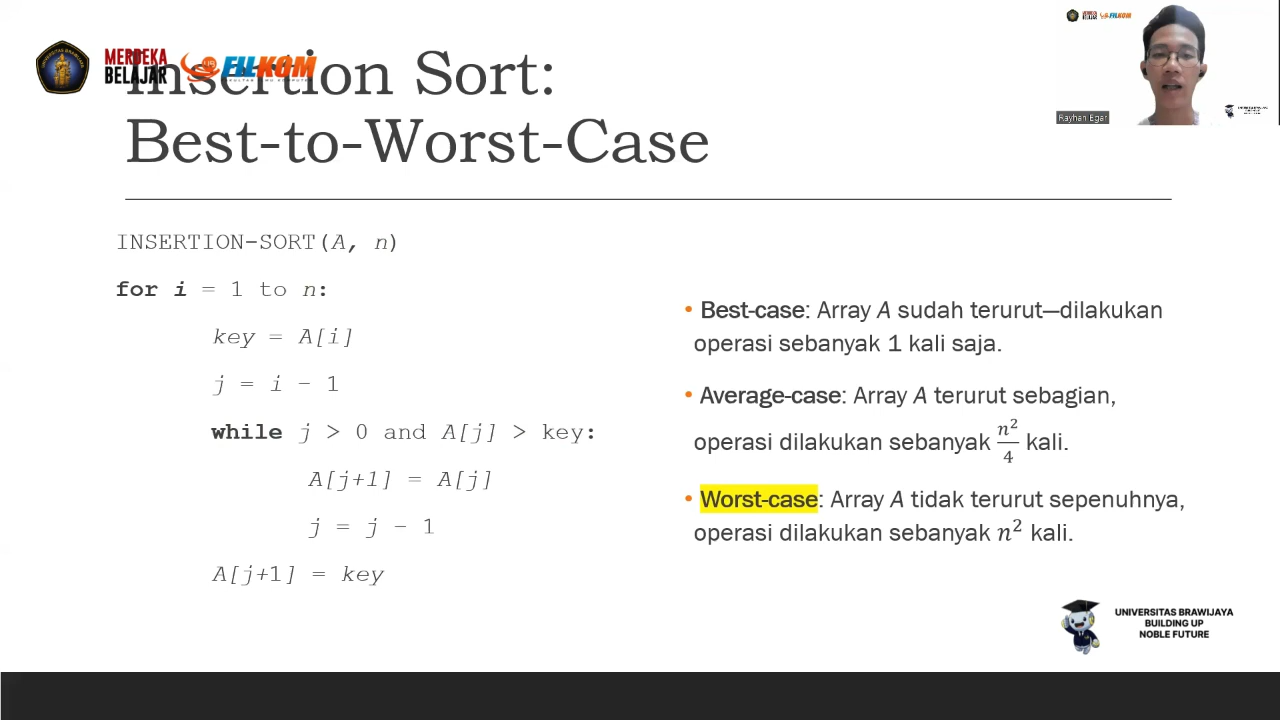 MERDEKA
BELAJAR
FILKOM
Insertion Sort:
Best-to-Worst-Case
Rayhan Egar
INSERTION-SORT(A, n)
for i = 1 to n:
key = A[i]
j = i − 1
while j > 0 and A[j] > key:
A[j+1] = A[j]
j = j − 1
A[j+1] = key
• Best-case: Array A sudah terurut—dilakukan
operasi sebanyak 1 kali saja.
• Average-case: Array A terurut sebagian,
operasi dilakukan sebanyak n²/4 kali.
• Worst-case: Array A tidak terurut sepenuhnya,
operasi dilakukan sebanyak n² kali.
UNIVERSITAS BRAWIJAYA
BUILDING UP
NOBLE FUTURE